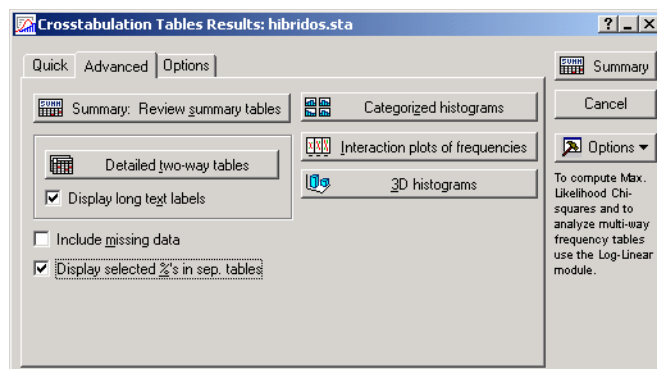 Crosstabulation Tables Results: hibridos.sta
Quick Advanced Options
Summary: Review summary tables
Detailed two-way tables
Display long text labels
Include missing data
Display selected %'s in sep. tables
Categorized histograms
Interaction plots of frequencies
3D histograms
Summary
Cancel
Options
To compute Max.
Likelihood Chi-
squares and to
analyze multi-way
frequency tables
use the Log-Linear
module.